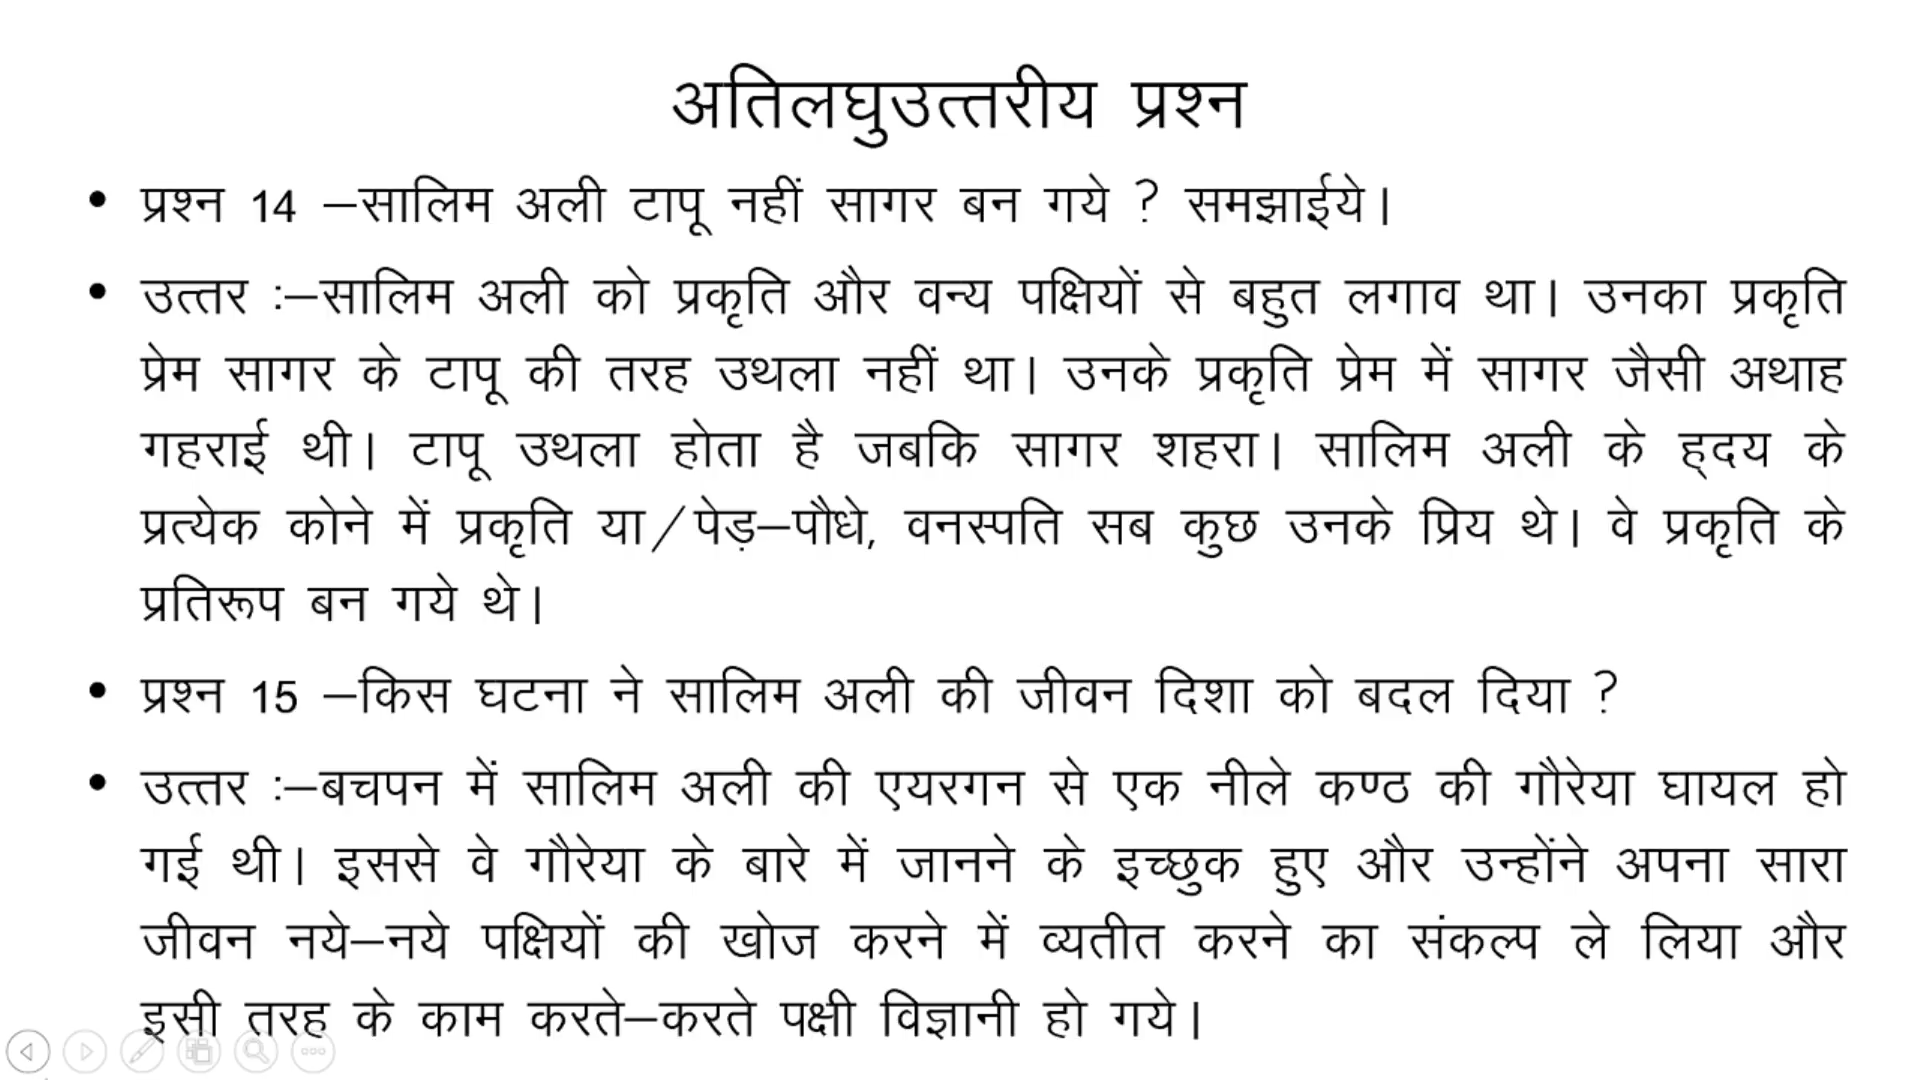 अतिलघुउत्तरीय प्रश्न
• प्रश्न 14 –सालिम अली टापू नहीं सागर बन गये ? समझाईये।
• उत्तर :–सालिम अली को प्रकृति और वन्य पक्षियों से बहुत लगाव था। उनका प्रकृति
प्रेम सागर के टापू की तरह उथला नहीं था। उनके प्रकृति प्रेम में सागर जैसी अथाह
गहराई थी। टापू उथला होता है जबकि सागर शहरा। सालिम अली के ह्दय के
प्रत्येक कोने में प्रकृति या/पेड़–पौधे, वनस्पति सब कुछ उनके प्रिय थे। वे प्रकृति के
प्रतिरूप बन गये थे।
• प्रश्न 15 –किस घटना ने सालिम अली की जीवन दिशा को बदल दिया ?
• उत्तर :–बचपन में सालिम अली की एयरगन से एक नीले कण्ठ की गौरेया घायल हो
गई थी। इससे वे गौरेया के बारे में जानने के इच्छुक हुए और उन्होंने अपना सारा
जीवन नये–नये पक्षियों की खोज करने में व्यतीत करने का संकल्प ले लिया और
इसी तरह के काम करते–करते पक्षी विज्ञानी हो गये।